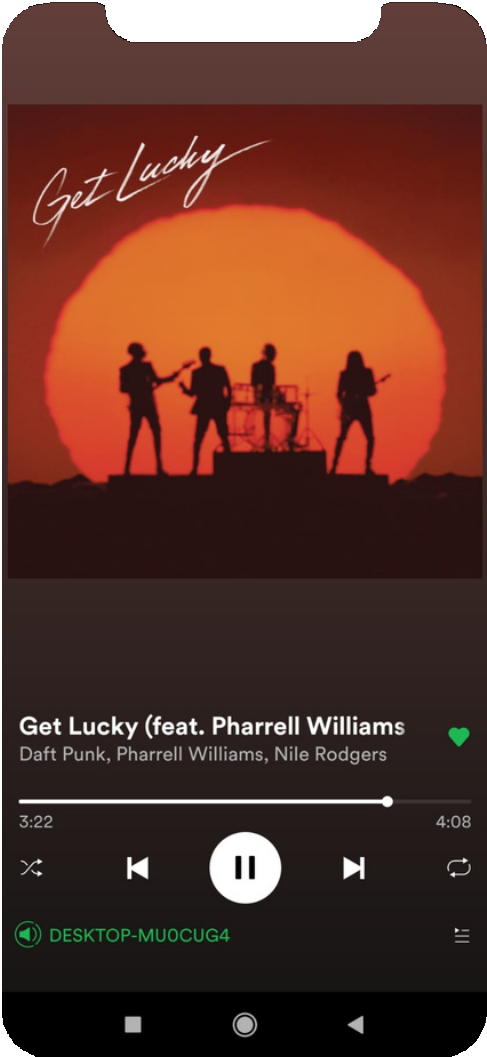 Get Lucky
Get Lucky (feat. Pharrell Williams
Daft Punk, Pharrell Williams, Nile Rodgers
3:22 4:08
DESKTOP-MU0CUG4